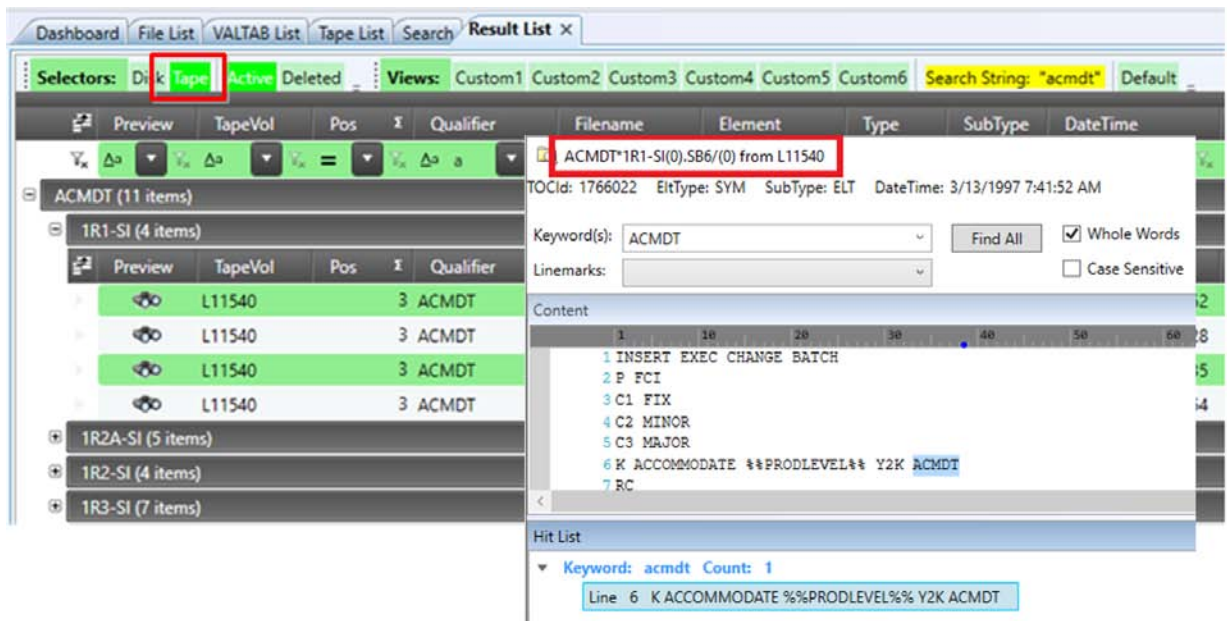 Dashboard File List VALTAB List Tape List Search Result List ×
Selectors: Disk Tape Active Deleted Views: Custom1 Custom2 Custom3 Custom4 Custom5 Custom6 Search String: "acmdt" Default
Preview TapeVol Pos Σ Qualifier Filename Element Type SubType DateTime
= a
ACMDT (11 items)
1R1-SI (4 items)
Preview TapeVol Pos Σ Qualifier
L11540 3 ACMDT
L11540 3 ACMDT
L11540 3 ACMDT
L11540 3 ACMDT
1R2A-SI (5 items)
1R2-SI (4 items)
1R3-SI (7 items)
ACMDT*1R1-SI(0).SB6/(0) from L11540
TOCId: 1766022 EltType: SYM SubType: ELT DateTime: 3/13/1997 7:41:52 AM
Keyword(s): ACMDT Find All Whole Words
Linemarks: Case Sensitive
Content
1 10 20 30 40 50 60
1 INSERT EXEC CHANGE BATCH
2 P FCI
3 C1 FIX
4 C2 MINOR
5 C3 MAJOR
6 K ACCOMMODATE %%PRODLEVEL%% Y2K ACMDT
7 RC
Hit List
Keyword: acmdt Count: 1
Line 6 K ACCOMMODATE %%PRODLEVEL%% Y2K ACMDT